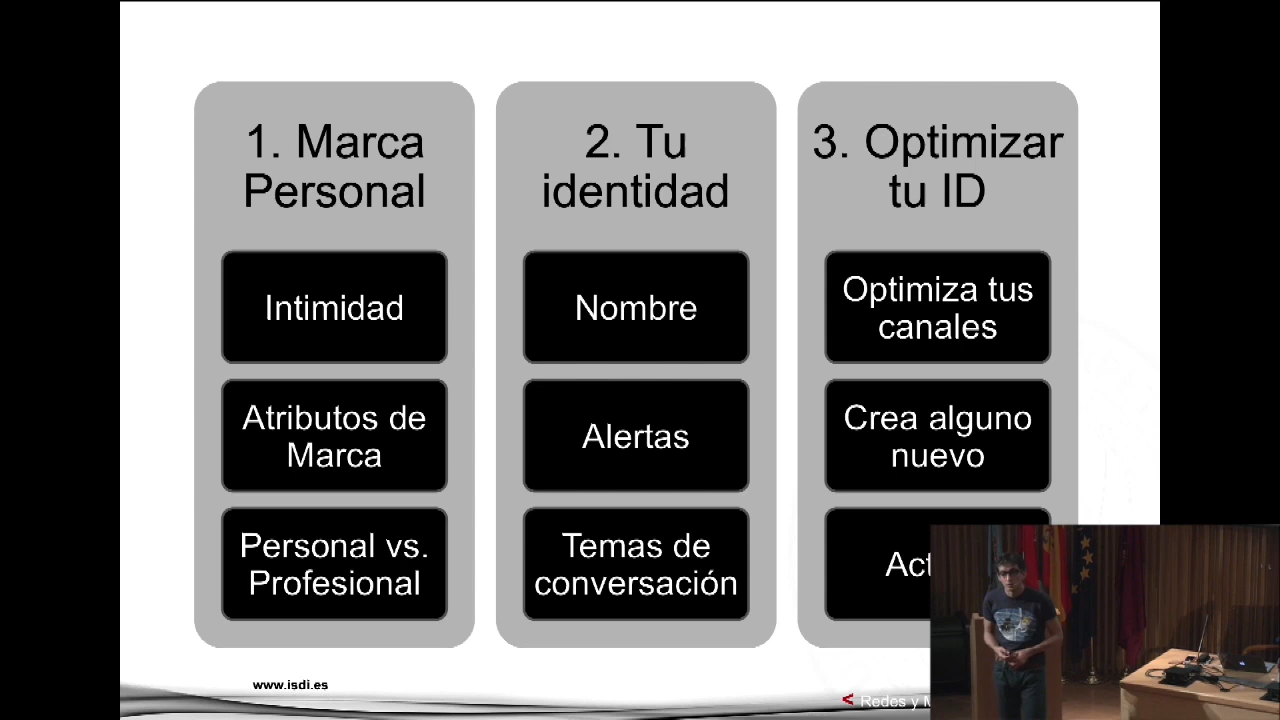 1. Marca
Personal
Intimidad
Atributos de
Marca
Personal vs.
Profesional
2. Tu
identidad
Nombre
Alertas
Temas de
conversación
3. Optimizar
tu ID
Optimiza tus
canales
Crea alguno
nuevo
www.isdi.es
Redes y